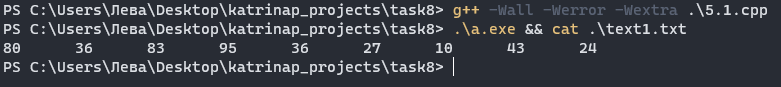 PS C:\Users\Лева\Desktop\katrinap_projects\task8> g++ -Wall -Werror -Wextra .\5.1.cpp
PS C:\Users\Лева\Desktop\katrinap_projects\task8> .\a.exe && cat .\text1.txt
80 36 83 95 36 27 10 43 24
PS C:\Users\Лева\Desktop\katrinap_projects\task8>